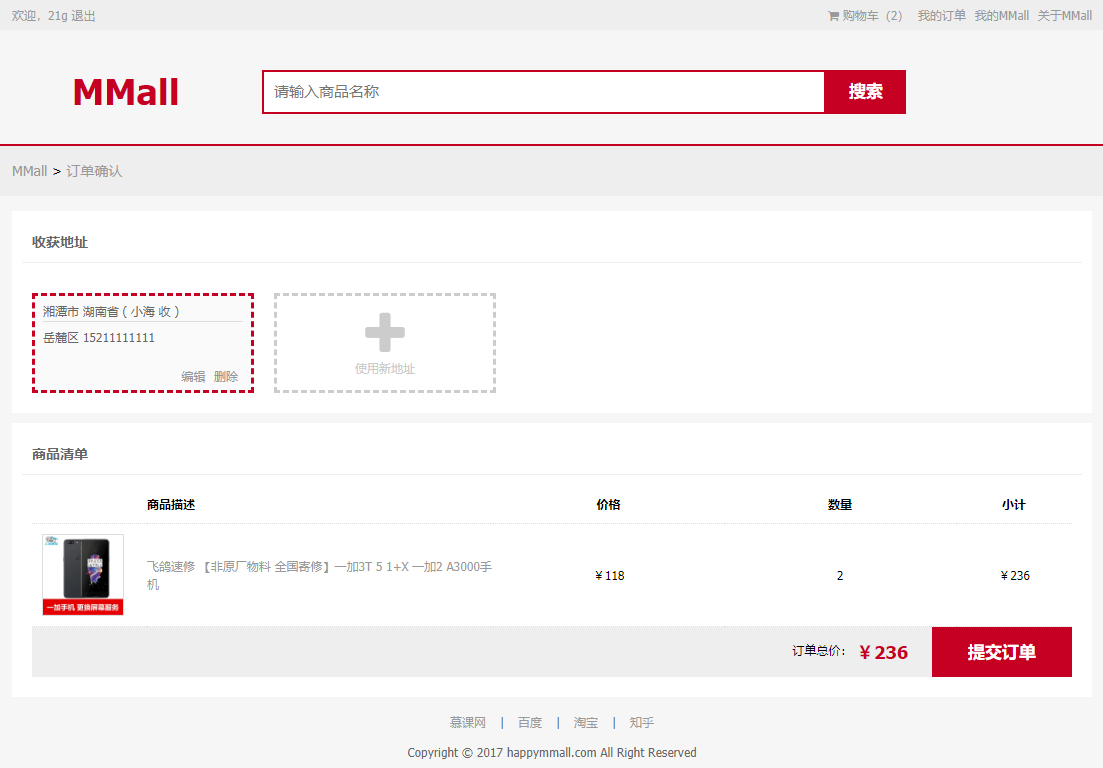 欢迎，21g 退出
购物车（2） 我的订单 我的MMall 关于MMall
MMall
请输入商品名称
搜索
MMall > 订单确认
收获地址
湘潭市 湖南省 ( 小海 收 )
岳麓区 15211111111
编辑 删除
使用新地址
商品清单
商品描述 价格 数量 小计
飞鸽速修 【非原厂物料 全国寄修】一加3T 5 1+X 一加2 A3000手
机
￥118 2 ￥236
一加手机 更换屏幕服务
订单总价: ￥236 提交订单
慕课网 | 百度 | 淘宝 | 知乎
Copyright © 2017 happymmall.com All Right Reserved